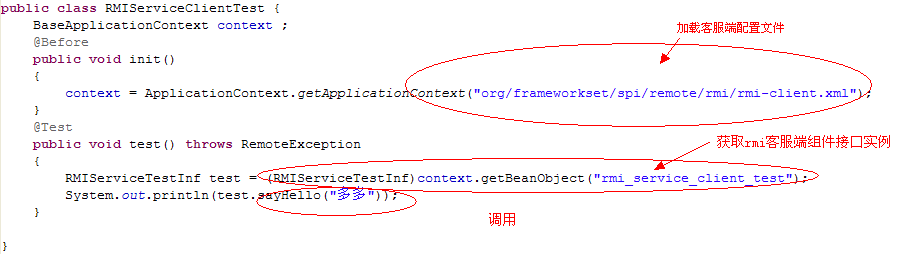 public class RMIServiceClientTest {
BaseApplicationContext context ;
加载客服端配置文件
@Before
public void init()
{
context = ApplicationContext.getApplicationContext("org/frameworkset/spi/remote/rmi/rmi-client.xml");
}
@Test
public void test() throws RemoteException
获取rmi客服端组件接口实例
{
RMIServiceTestInf test = (RMIServiceTestInf)context.getBeanObject("rmi_service_client_test");
System.out.println(test.sayHello("多多"));
}
调用
}